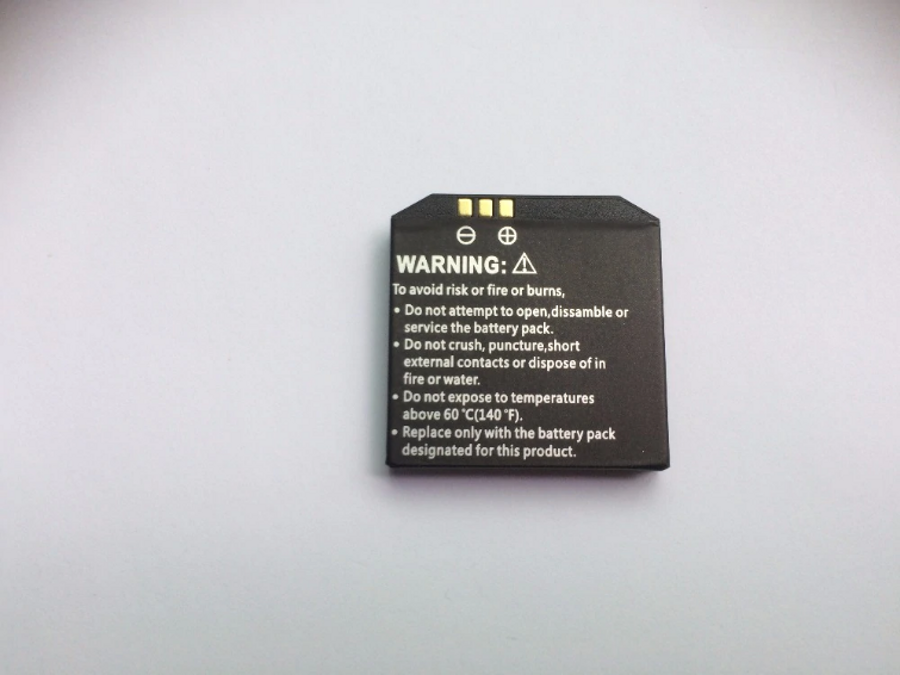 ⊖ ⊕
WARNING: ⚠
To avoid risk or fire or burns,
• Do not attempt to open,dissamble or
service the battery pack.
• Do not crush, puncture,short
external contacts or dispose of in
fire or water.
• Do not expose to temperatures
above 60 °C(140 °F).
• Replace only with the battery pack
designated for this product.